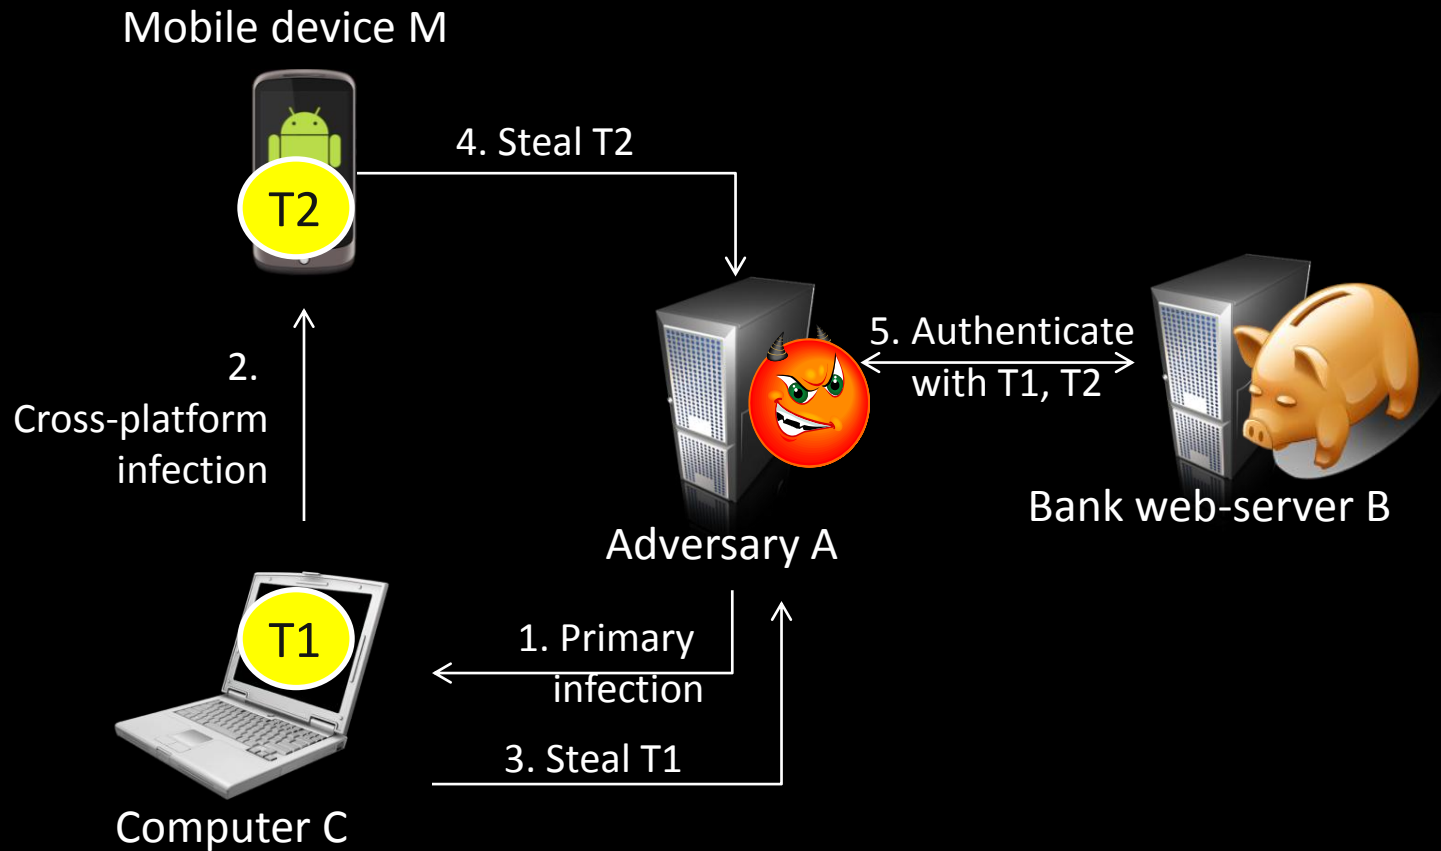 Mobile device M
4. Steal T2
T2
5. Authenticate
with T1, T2
2.
Cross-platform
infection
Bank web-server B
Adversary A
T1
1. Primary
infection
3. Steal T1
Computer C